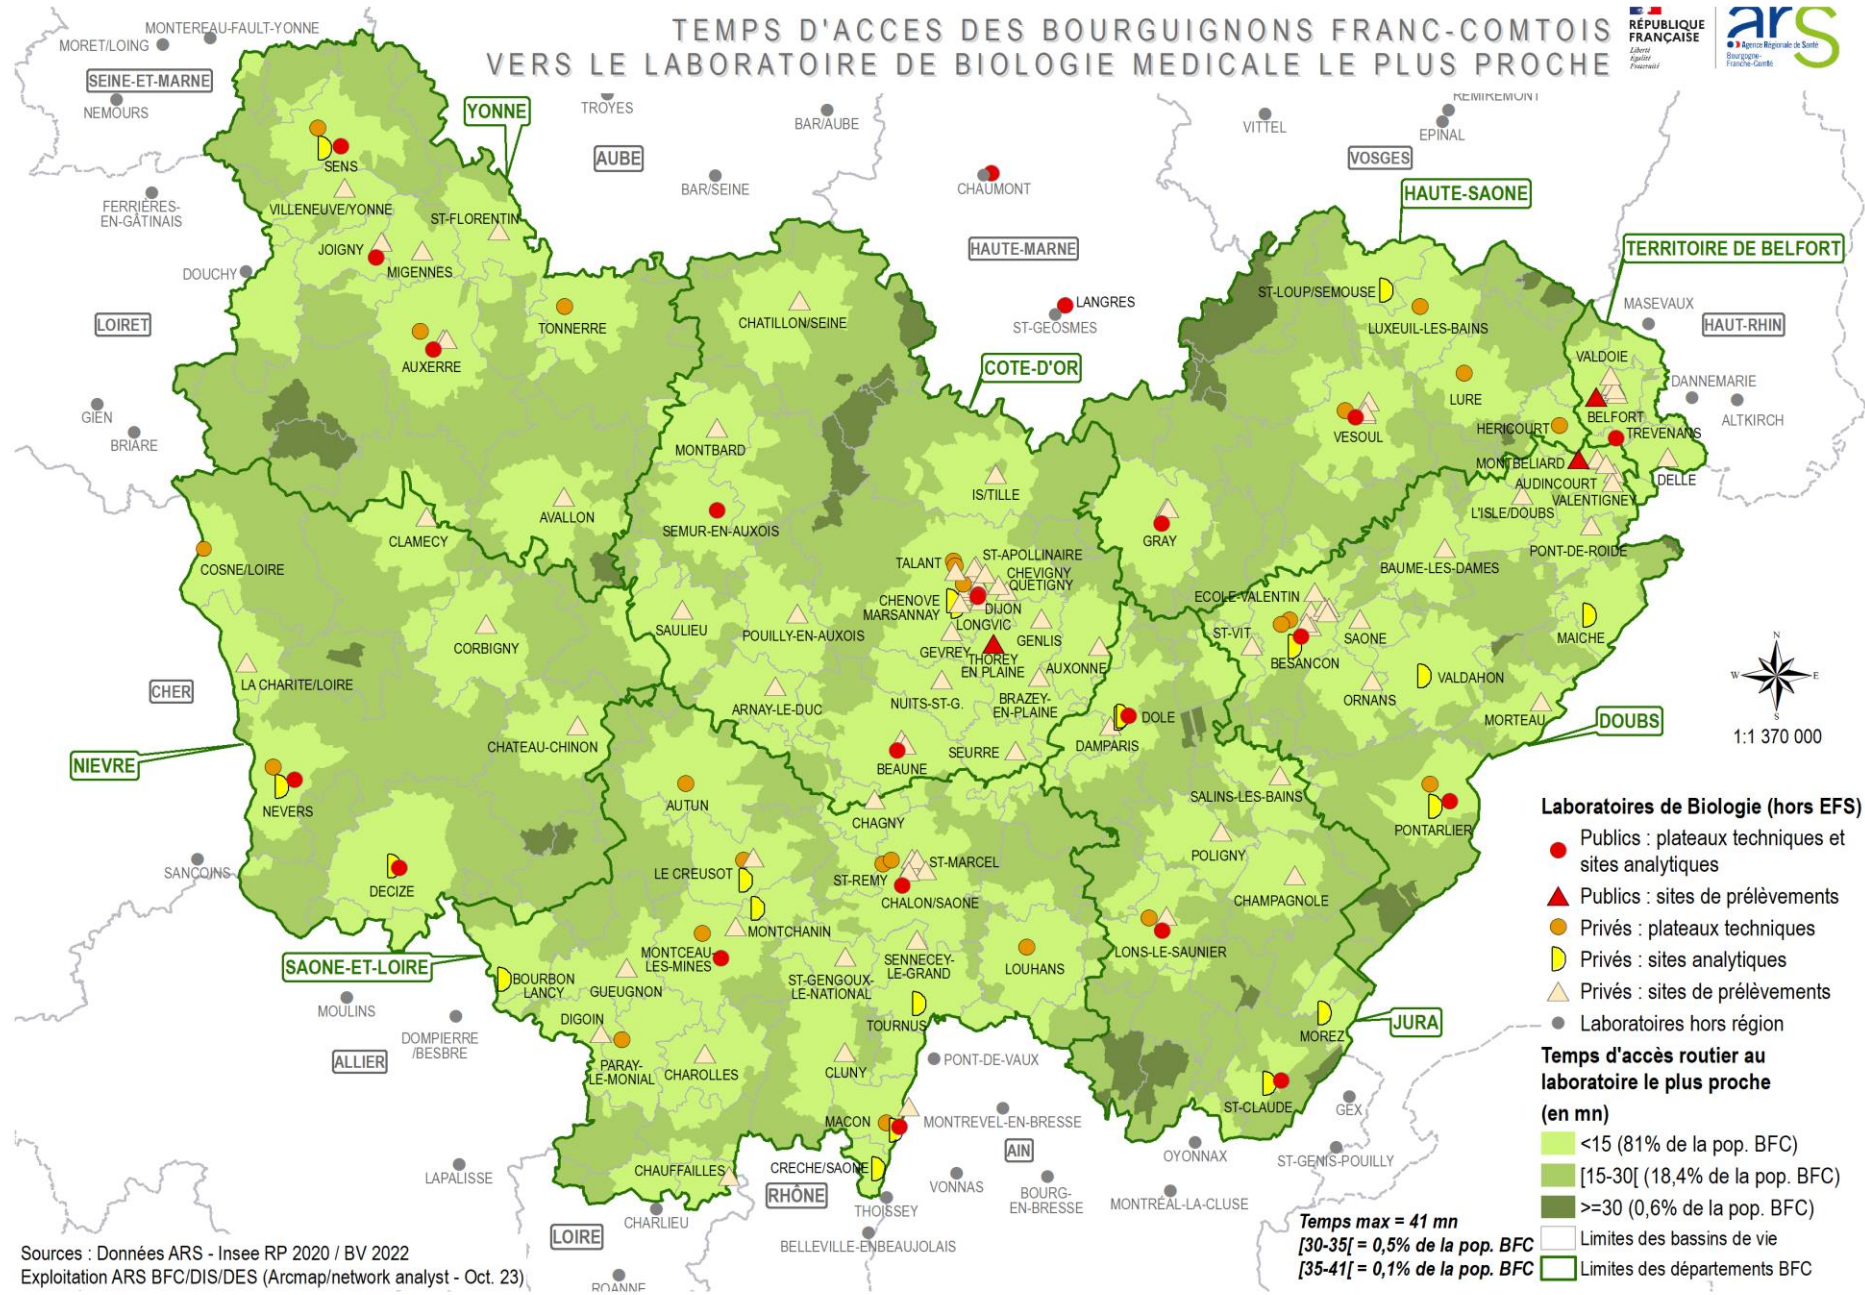 TEMPS D'ACCES DES BOURGUIGNONS FRANC-COMTOIS
VERS LE LABORATOIRE DE BIOLOGIE MEDICALE LE PLUS PROCHE
RÉPUBLIQUE
FRANÇAISE
Liberté
Égalité
Fraternité
ars
Agence Régionale de Santé
Bourgogne-
Franche-Comté
MONTEREAU-FAULT-YONNE
MORET/LOING
SEINE-ET-MARNE
NEMOURS
YONNE
TROYES
BAR/AUBE
VITTEL
REMIREMONT
EPINAL
SENS
AUBE
VOSGES
BAR/SEINE
CHAUMONT
HAUTE-SAONE
FERRIÈRES-
EN-GÂTINAIS
VILLENEUVE/YONNE
ST-FLORENTIN
JOIGNY
MIGENNES
HAUTE-MARNE
TERRITOIRE DE BELFORT
DOUCHY
ST-LOUP/SEMOUSE
LANGRES
ST-GEOSMES
MASEVAUX
LOIRET
TONNERRE
CHATILLON/SEINE
LUXEUIL-LES-BAINS
HAUT-RHIN
AUXERRE
COTE-D'OR
VALDOIE
DANNEMARIE
LURE
GIEN
BELFORT
ALTKIRCH
BRIARE
MONTBARD
VESOUL
HERICOURT
TREVENANS
MONTBELIARD
AUDINCOURT
DELLE
IS/TILLE
VALENTIGNEY
L'ISLE/DOUBS
AVALLON
SEMUR-EN-AUXOIS
CLAMECY
GRAY
PONT-DE-ROIDE
COSNE/LOIRE
TALANT
ST-APOLLINAIRE
CHEVIGNY
QUETIGNY
BAUME-LES-DAMES
CHENOVE
MARSANNAY
DIJON
LONGVIC
ECOLE-VALENTIN
SAULIEU
POUILLY-EN-AUXOIS
GENLIS
ST-VIT
SAONE
MAICHE
CORBIGNY
GEVREY
THOREY
EN PLAINE
AUXONNE
BESANCON
VALDAHON
N
W
E
S
LA CHARITE/LOIRE
CHER
ARNAY-LE-DUC
NUITS-ST-G.
BRAZEY-
EN-PLAINE
ORNANS
MORTEAU
DOUBS
DOLE
DAMPARIS
1:1 370 000
CHATEAU-CHINON
NIEVRE
BEAUNE
SEURRE
NEVERS
AUTUN
SALINS-LES-BAINS
CHAGNY
PONTARLIER
POLIGNY
SANCOINS
DECIZE
LE CREUSOT
ST-REMY
ST-MARCEL
CHALON/SAONE
CHAMPAGNOLE
MONTCHANIN
MONTCEAU-
LES-MINES
LONS-LE-SAUNIER
SAONE-ET-LOIRE
BOURBON
LANCY
GUEUGNON
ST-GENGOUX-
LE-NATIONAL
SENNECEY-
LE-GRAND
LOUHANS
MOULINS
DIGOIN
TOURNUS
MOREZ
JURA
DOMPIERRE
/BESBRE
ALLIER
PARAY-
LE-MONIAL
CHAROLLES
CLUNY
PONT-DE-VAUX
ST-CLAUDE
GEX
MACON
MONTREVEL-EN-BRESSE
AIN
OYONNAX
ST-GENIS-POUILLY
LAPALISSE
CHAUFFAILLES
CRECHE/SAONE
RHÔNE
VONNAS
BOURG-
EN-BRESSE
MONTRÉAL-LA-CLUSE
THOISSEY
CHARLIEU
LOIRE
BELLEVILLE-ENBEAUJOLAIS
ROANNE
Laboratoires de Biologie (hors EFS)
Publics : plateaux techniques et
sites analytiques
Publics : sites de prélèvements
Privés : plateaux techniques
Privés : sites analytiques
Privés : sites de prélèvements
Laboratoires hors région
Temps d'accès routier au
laboratoire le plus proche
(en mn)
<15 (81% de la pop. BFC)
[15-30[ (18,4% de la pop. BFC)
>=30 (0,6% de la pop. BFC)
Limites des bassins de vie
Limites des départements BFC
Temps max = 41 mn
[30-35[ = 0,5% de la pop. BFC
[35-41[ = 0,1% de la pop. BFC
Sources : Données ARS - Insee RP 2020 / BV 2022
Exploitation ARS BFC/DIS/DES (Arcmap/network analyst - Oct. 23)